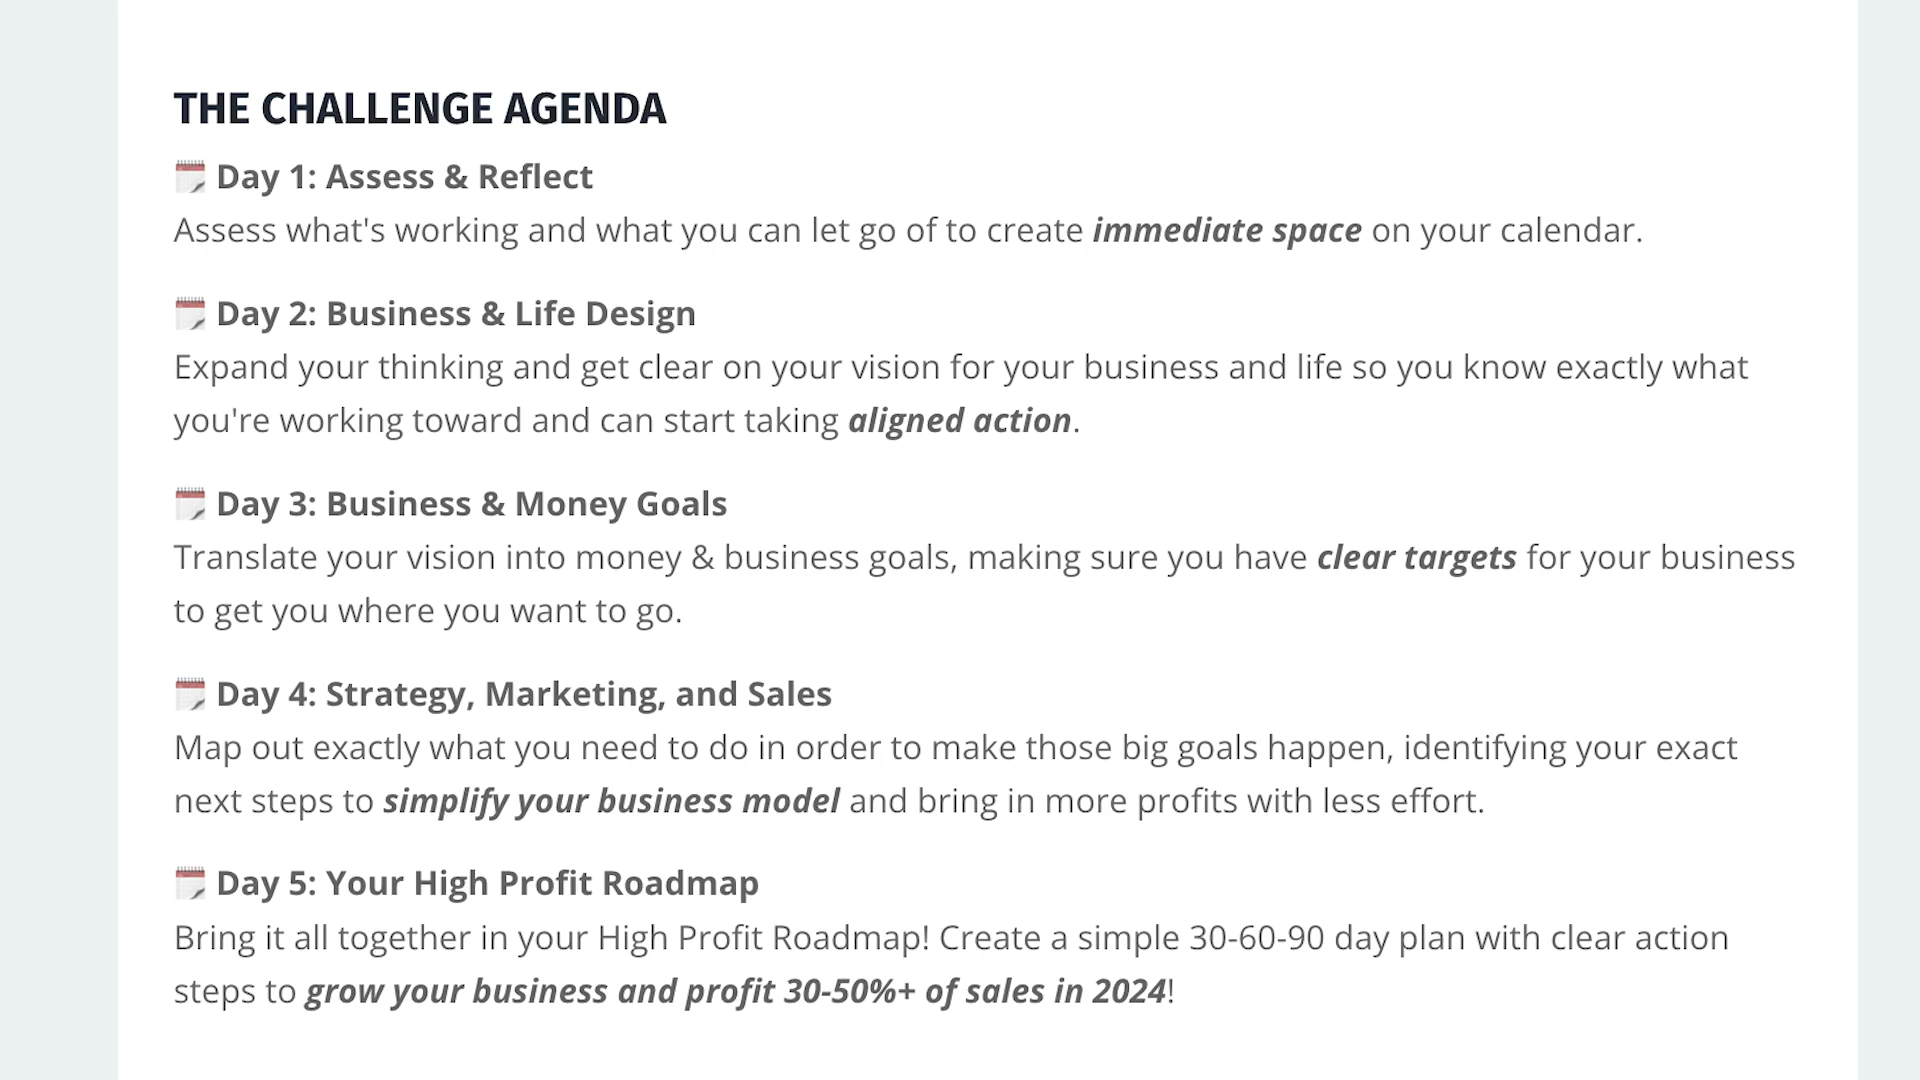 THE CHALLENGE AGENDA
Day 1: Assess & Reflect
Assess what's working and what you can let go of to create immediate space on your calendar.
Day 2: Business & Life Design
Expand your thinking and get clear on your vision for your business and life so you know exactly what
you're working toward and can start taking aligned action.
Day 3: Business & Money Goals
Translate your vision into money & business goals, making sure you have clear targets for your business
to get you where you want to go.
Day 4: Strategy, Marketing, and Sales
Map out exactly what you need to do in order to make those big goals happen, identifying your exact
next steps to simplify your business model and bring in more profits with less effort.
Day 5: Your High Profit Roadmap
Bring it all together in your High Profit Roadmap! Create a simple 30-60-90 day plan with clear action
steps to grow your business and profit 30-50%+ of sales in 2024!